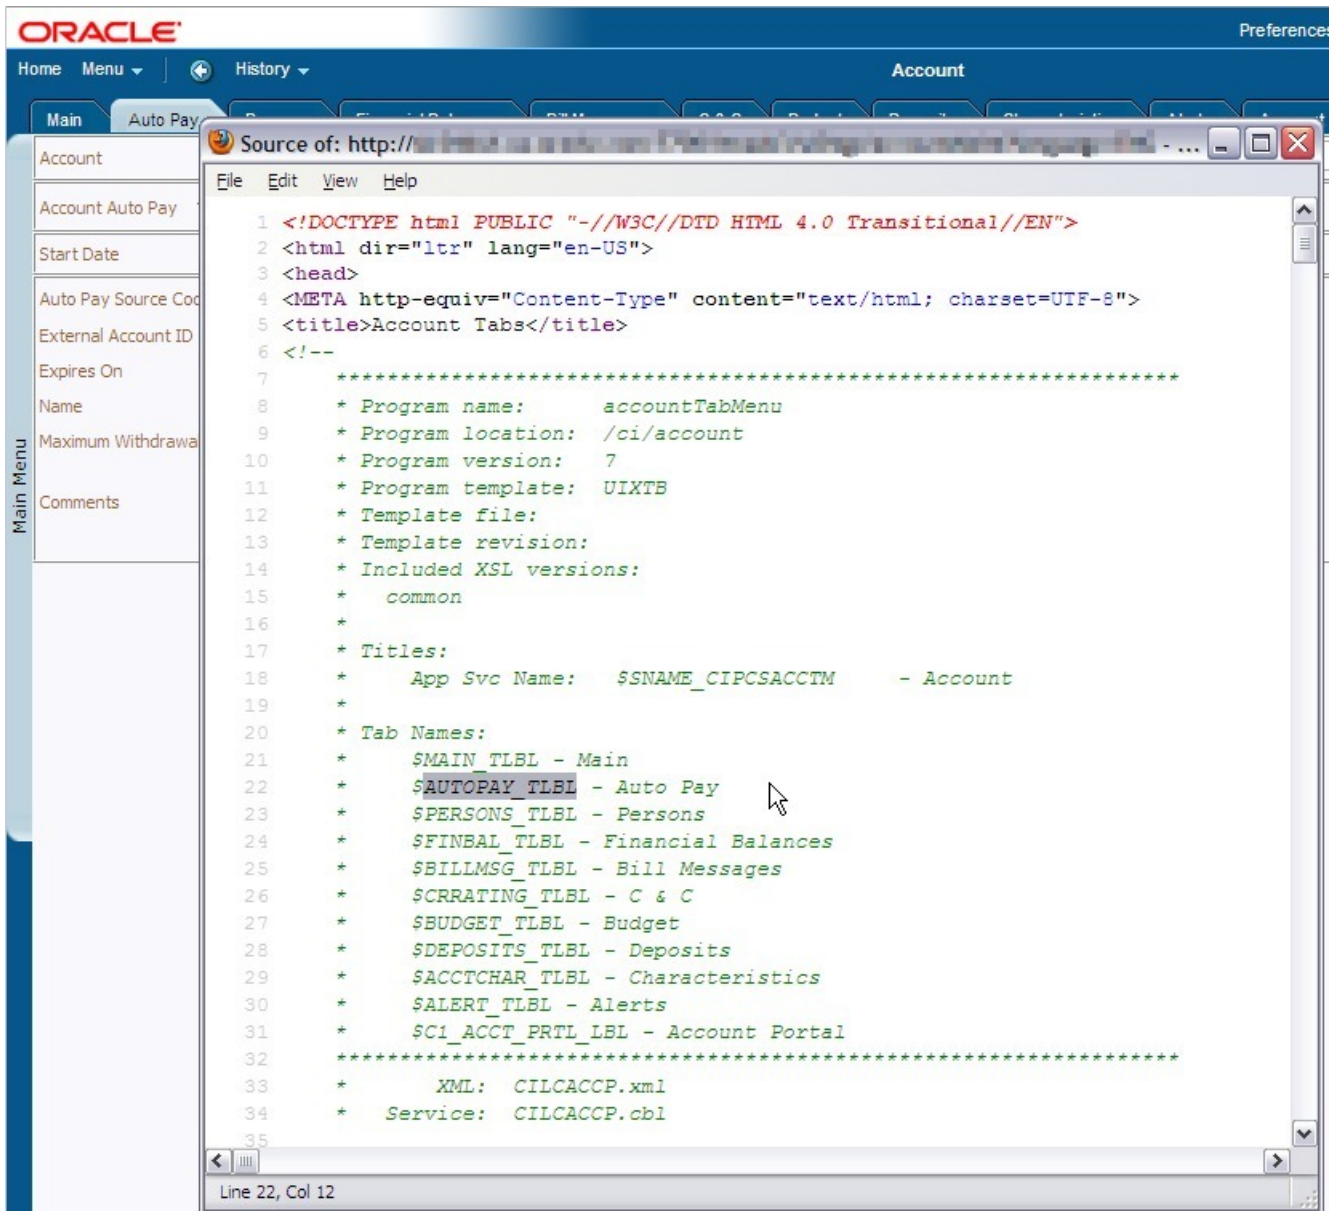 ORACLE
Preferences
Home Menu History Account
Main Auto Pay
Account
Account Auto Pay
Start Date
Auto Pay Source Cod
External Account ID
Expires On
Name
Maximum Withdrawa
Comments
Main Menu
Source of: http:// - ...
File Edit View Help
1 <!DOCTYPE html PUBLIC "-//W3C//DTD HTML 4.0 Transitional//EN">
2 <html dir="ltr" lang="en-US">
3 <head>
4 <META http-equiv="Content-Type" content="text/html; charset=UTF-8">
5 <title>Account Tabs</title>
6 <!--
7 ******************************************************************
8 * Program name: accountTabMenu
9 * Program location: /ci/account
10 * Program version: 7
11 * Program template: UIXTB
12 * Template file:
13 * Template revision:
14 * Included XSL versions:
15 * common
16 *
17 * Titles:
18 * App Svc Name: $SNAME_CIPCSACCTM - Account
19 *
20 * Tab Names:
21 * $MAIN_TLBL - Main
22 * $AUTOPAY_TLBL - Auto Pay
23 * $PERSONS_TLBL - Persons
24 * $FINBAL_TLBL - Financial Balances
25 * $BILLMSG_TLBL - Bill Messages
26 * $CRRATING_TLBL - C & C
27 * $BUDGET_TLBL - Budget
28 * $DEPOSITS_TLBL - Deposits
29 * $ACCTCHAR_TLBL - Characteristics
30 * $ALERT_TLBL - Alerts
31 * $C1_ACCT_PRTL_LBL - Account Portal
32 ******************************************************************
33 * XML: CILCACCP.xml
34 * Service: CILCACCP.cbl
35
Line 22, Col 12